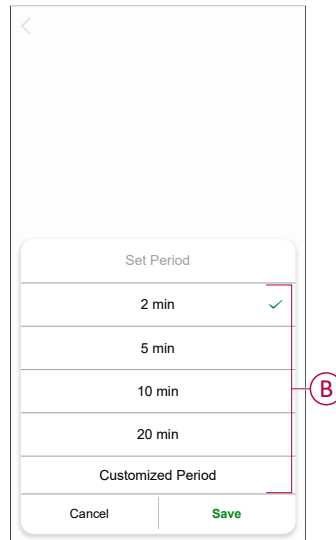 Set Period
2 min
5 min
10 min
B
20 min
Customized Period
Cancel Save